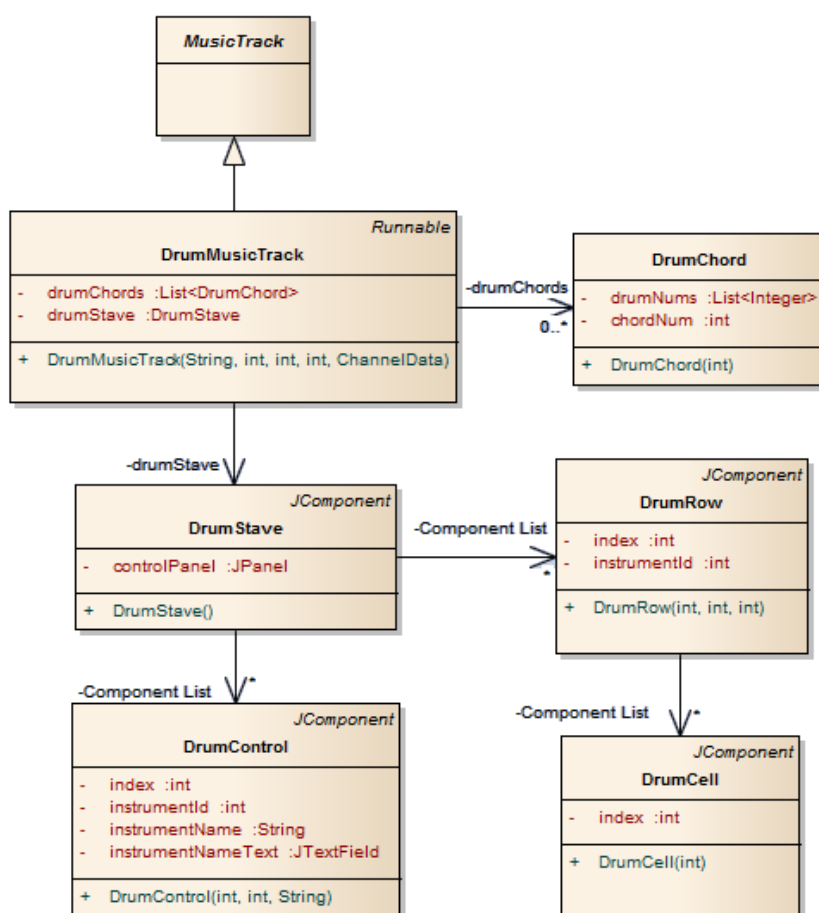 MusicTrack
Runnable
DrumMusicTrack
- drumChords :List<DrumChord>
- drumStave :DrumStave
+ DrumMusicTrack(String, int, int, int, ChannelData)
-drumChords
0..*
DrumChord
- drumNums :List<Integer>
- chordNum :int
+ DrumChord(int)
-drumStave
JComponent
DrumStave
- controlPanel :JPanel
+ DrumStave()
-Component List
*
JComponent
DrumRow
- index :int
- instrumentId :int
+ DrumRow(int, int, int)
-Component List
*
JComponent
DrumControl
- index :int
- instrumentId :int
- instrumentName :String
- instrumentNameText :JTextField
+ DrumControl(int, int, String)
-Component List
*
JComponent
DrumCell
- index :int
+ DrumCell(int)